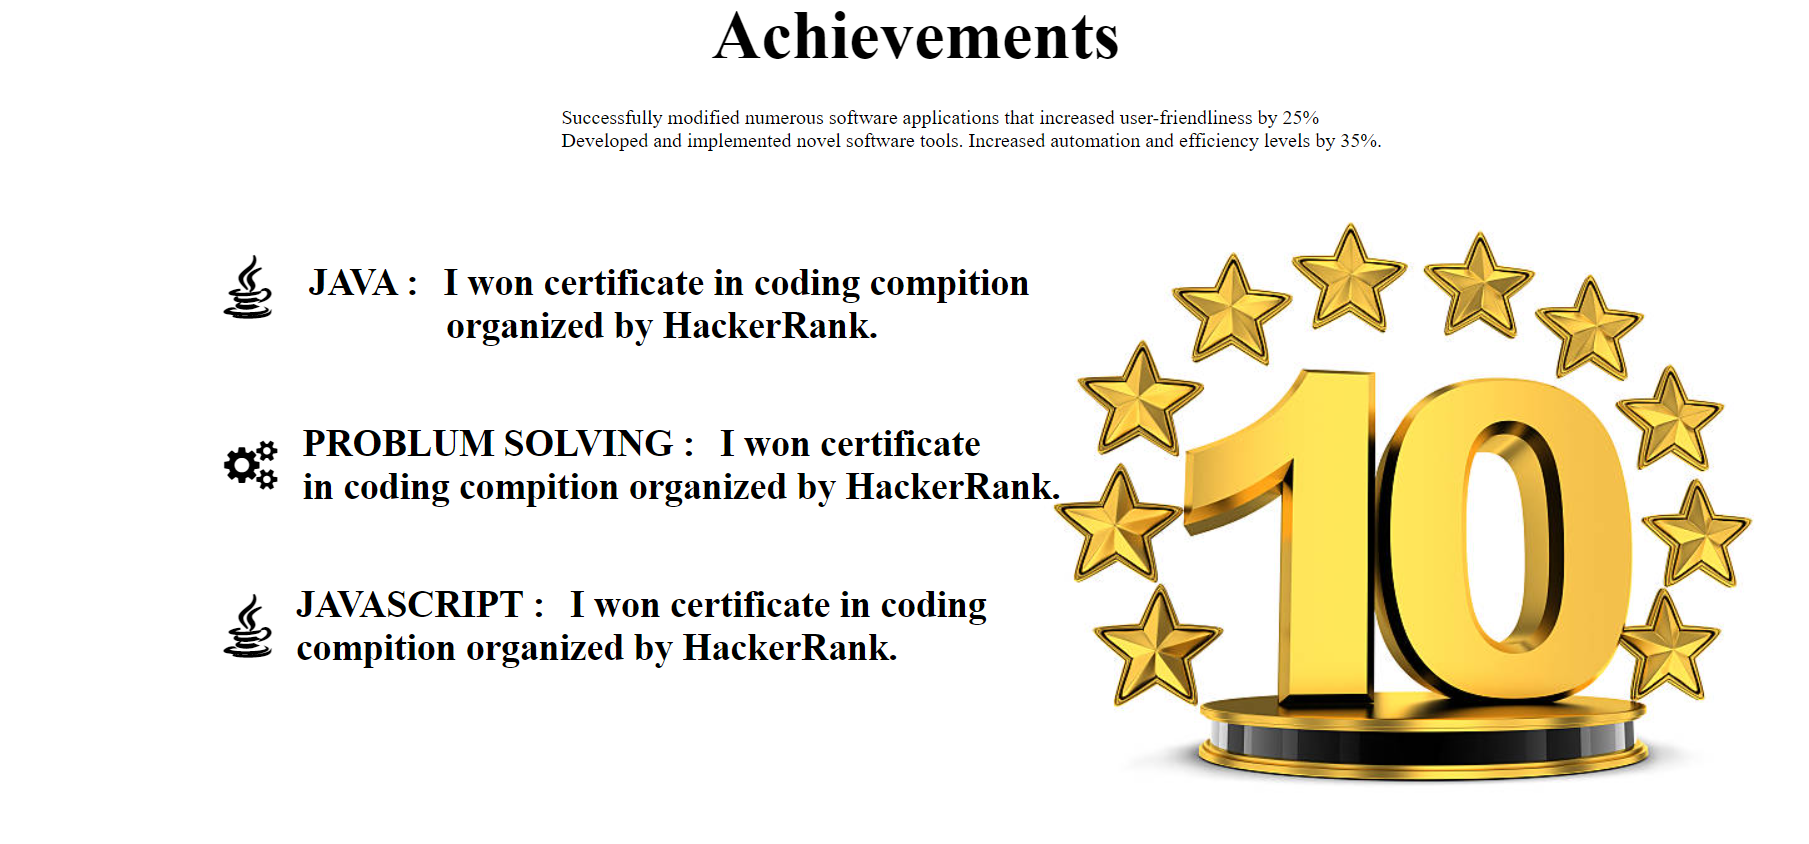 Achievements
Successfully modified numerous software applications that increased user-friendliness by 25%
Developed and implemented novel software tools. Increased automation and efficiency levels by 35%.
JAVA : I won certificate in coding compition
organized by HackerRank.
PROBLUM SOLVING : I won certificate
in coding compition organized by HackerRank.
JAVASCRIPT : I won certificate in coding
compition organized by HackerRank.
10